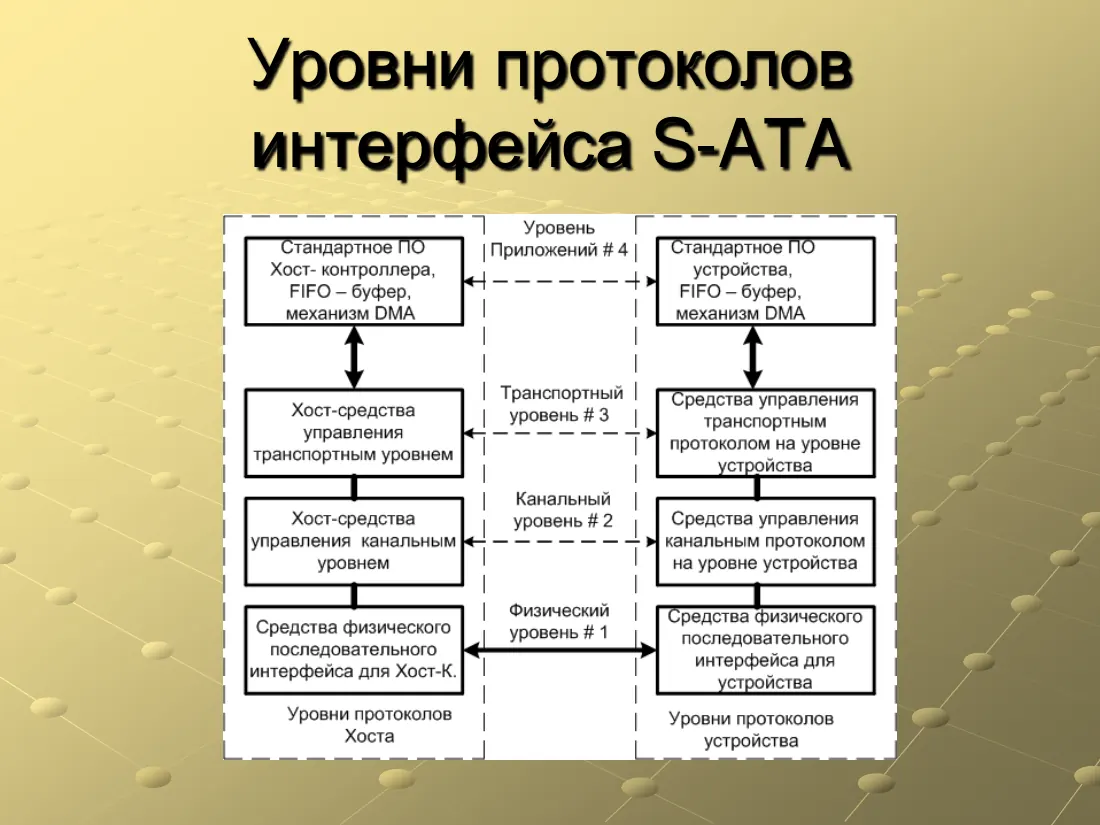 Уровни протоколов
интерфейса S-ATA
Уровень
Приложений # 4
Стандартное ПО
Хост- контроллера,
FIFO – буфер,
механизм DMA
Стандартное ПО
устройства,
FIFO – буфер,
механизм DMA
Транспортный
уровень # 3
Хост-средства
управления
транспортным уровнем
Средства управления
транспортным
протоколом на уровне
устройства
Канальный
уровень # 2
Хост-средства
управления канальным
уровнем
Средства управления
канальным протоколом
на уровне устройства
Физический
уровень # 1
Средства физического
последовательного
интерфейса для Хост-К.
Средства физического
последовательного
интерфейса для
устройства
Уровни протоколов
Хоста
Уровни протоколов
устройства